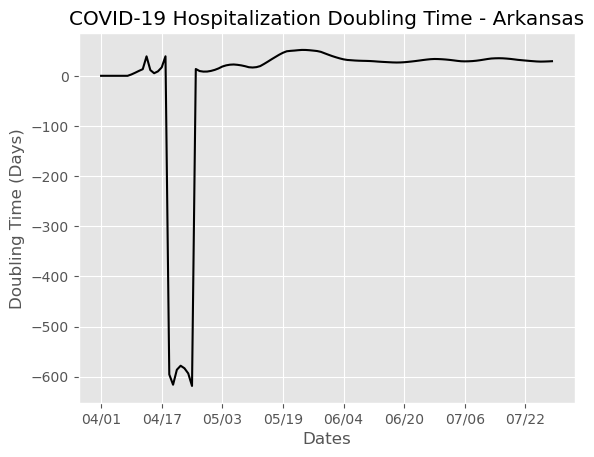 COVID-19 Hospitalization Doubling Time - Arkansas
Doubling Time (Days)
0
−100
−200
−300
−400
−500
−600
04/01 04/17 05/03 05/19 06/04 06/20 07/06 07/22
Dates